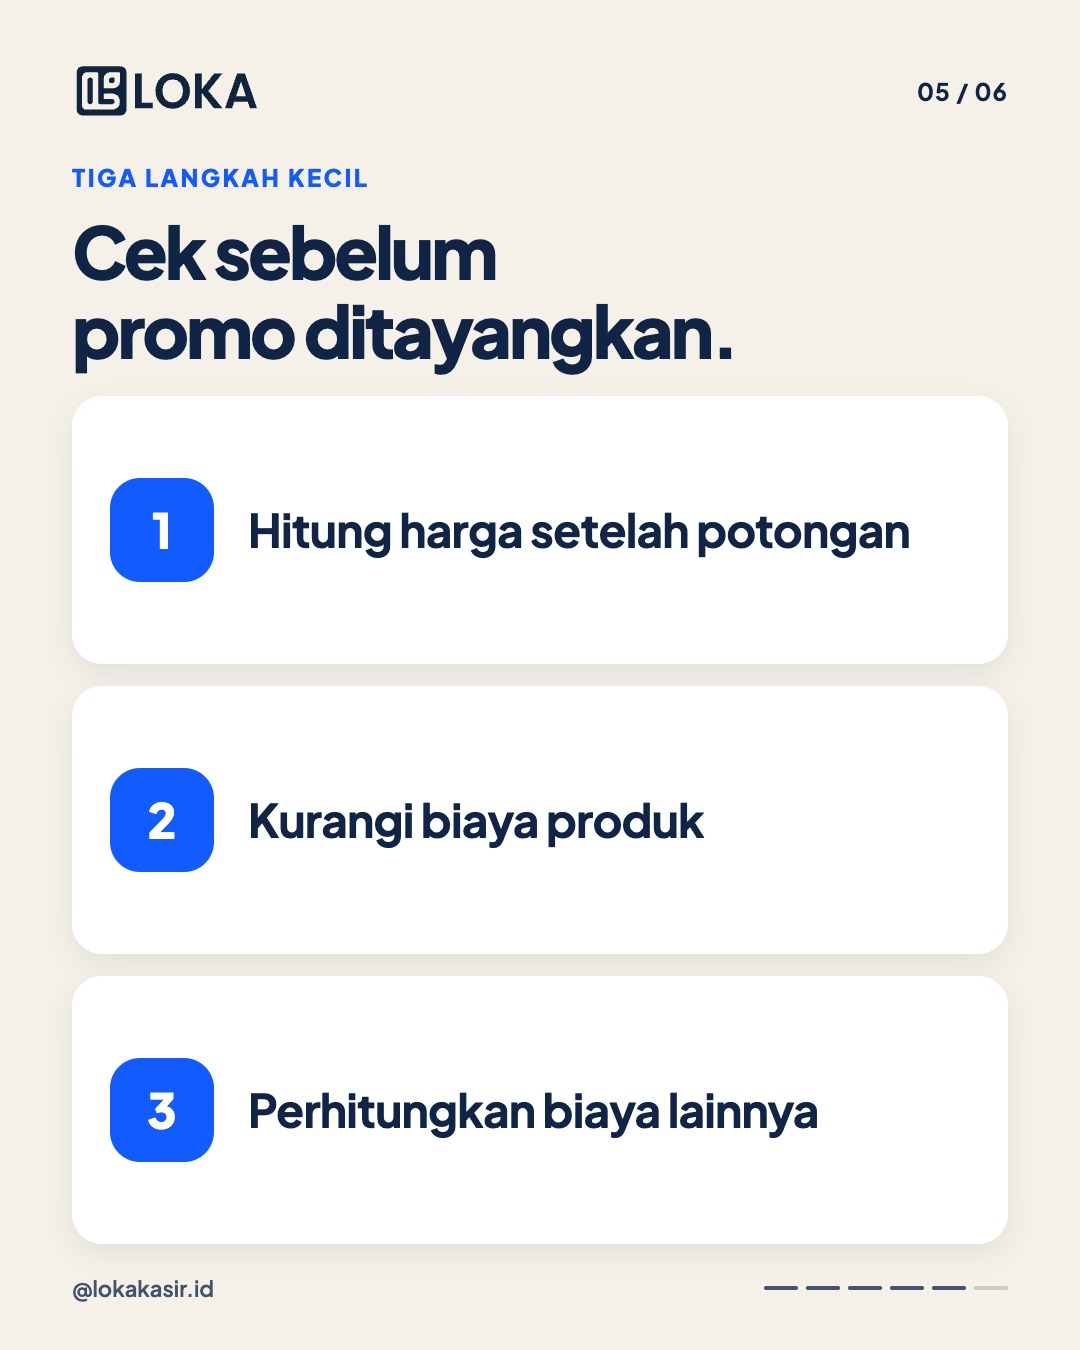 LOKA
05 / 06
TIGA LANGKAH KECIL
Cek sebelum
promo ditayangkan.
1
Hitung harga setelah potongan
2
Kurangi biaya produk
3
Perhitungkan biaya lainnya
@lokakasir.id